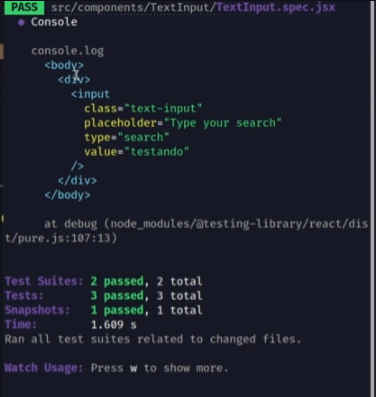 PASS src/components/TextInput/TextInput.spec.jsx
● Console
console.log
<body>
<div>
<input
class="text-input"
placeholder="Type your search"
type="search"
value="testando"
/>
</div>
</body>
at debug (node_modules/@testing-library/react/dis
t/pure.js:107:13)
Test Suites: 2 passed, 2 total
Tests: 3 passed, 3 total
Snapshots: 1 passed, 1 total
Time: 1.609 s
Ran all test suites related to changed files.
Watch Usage: Press w to show more.